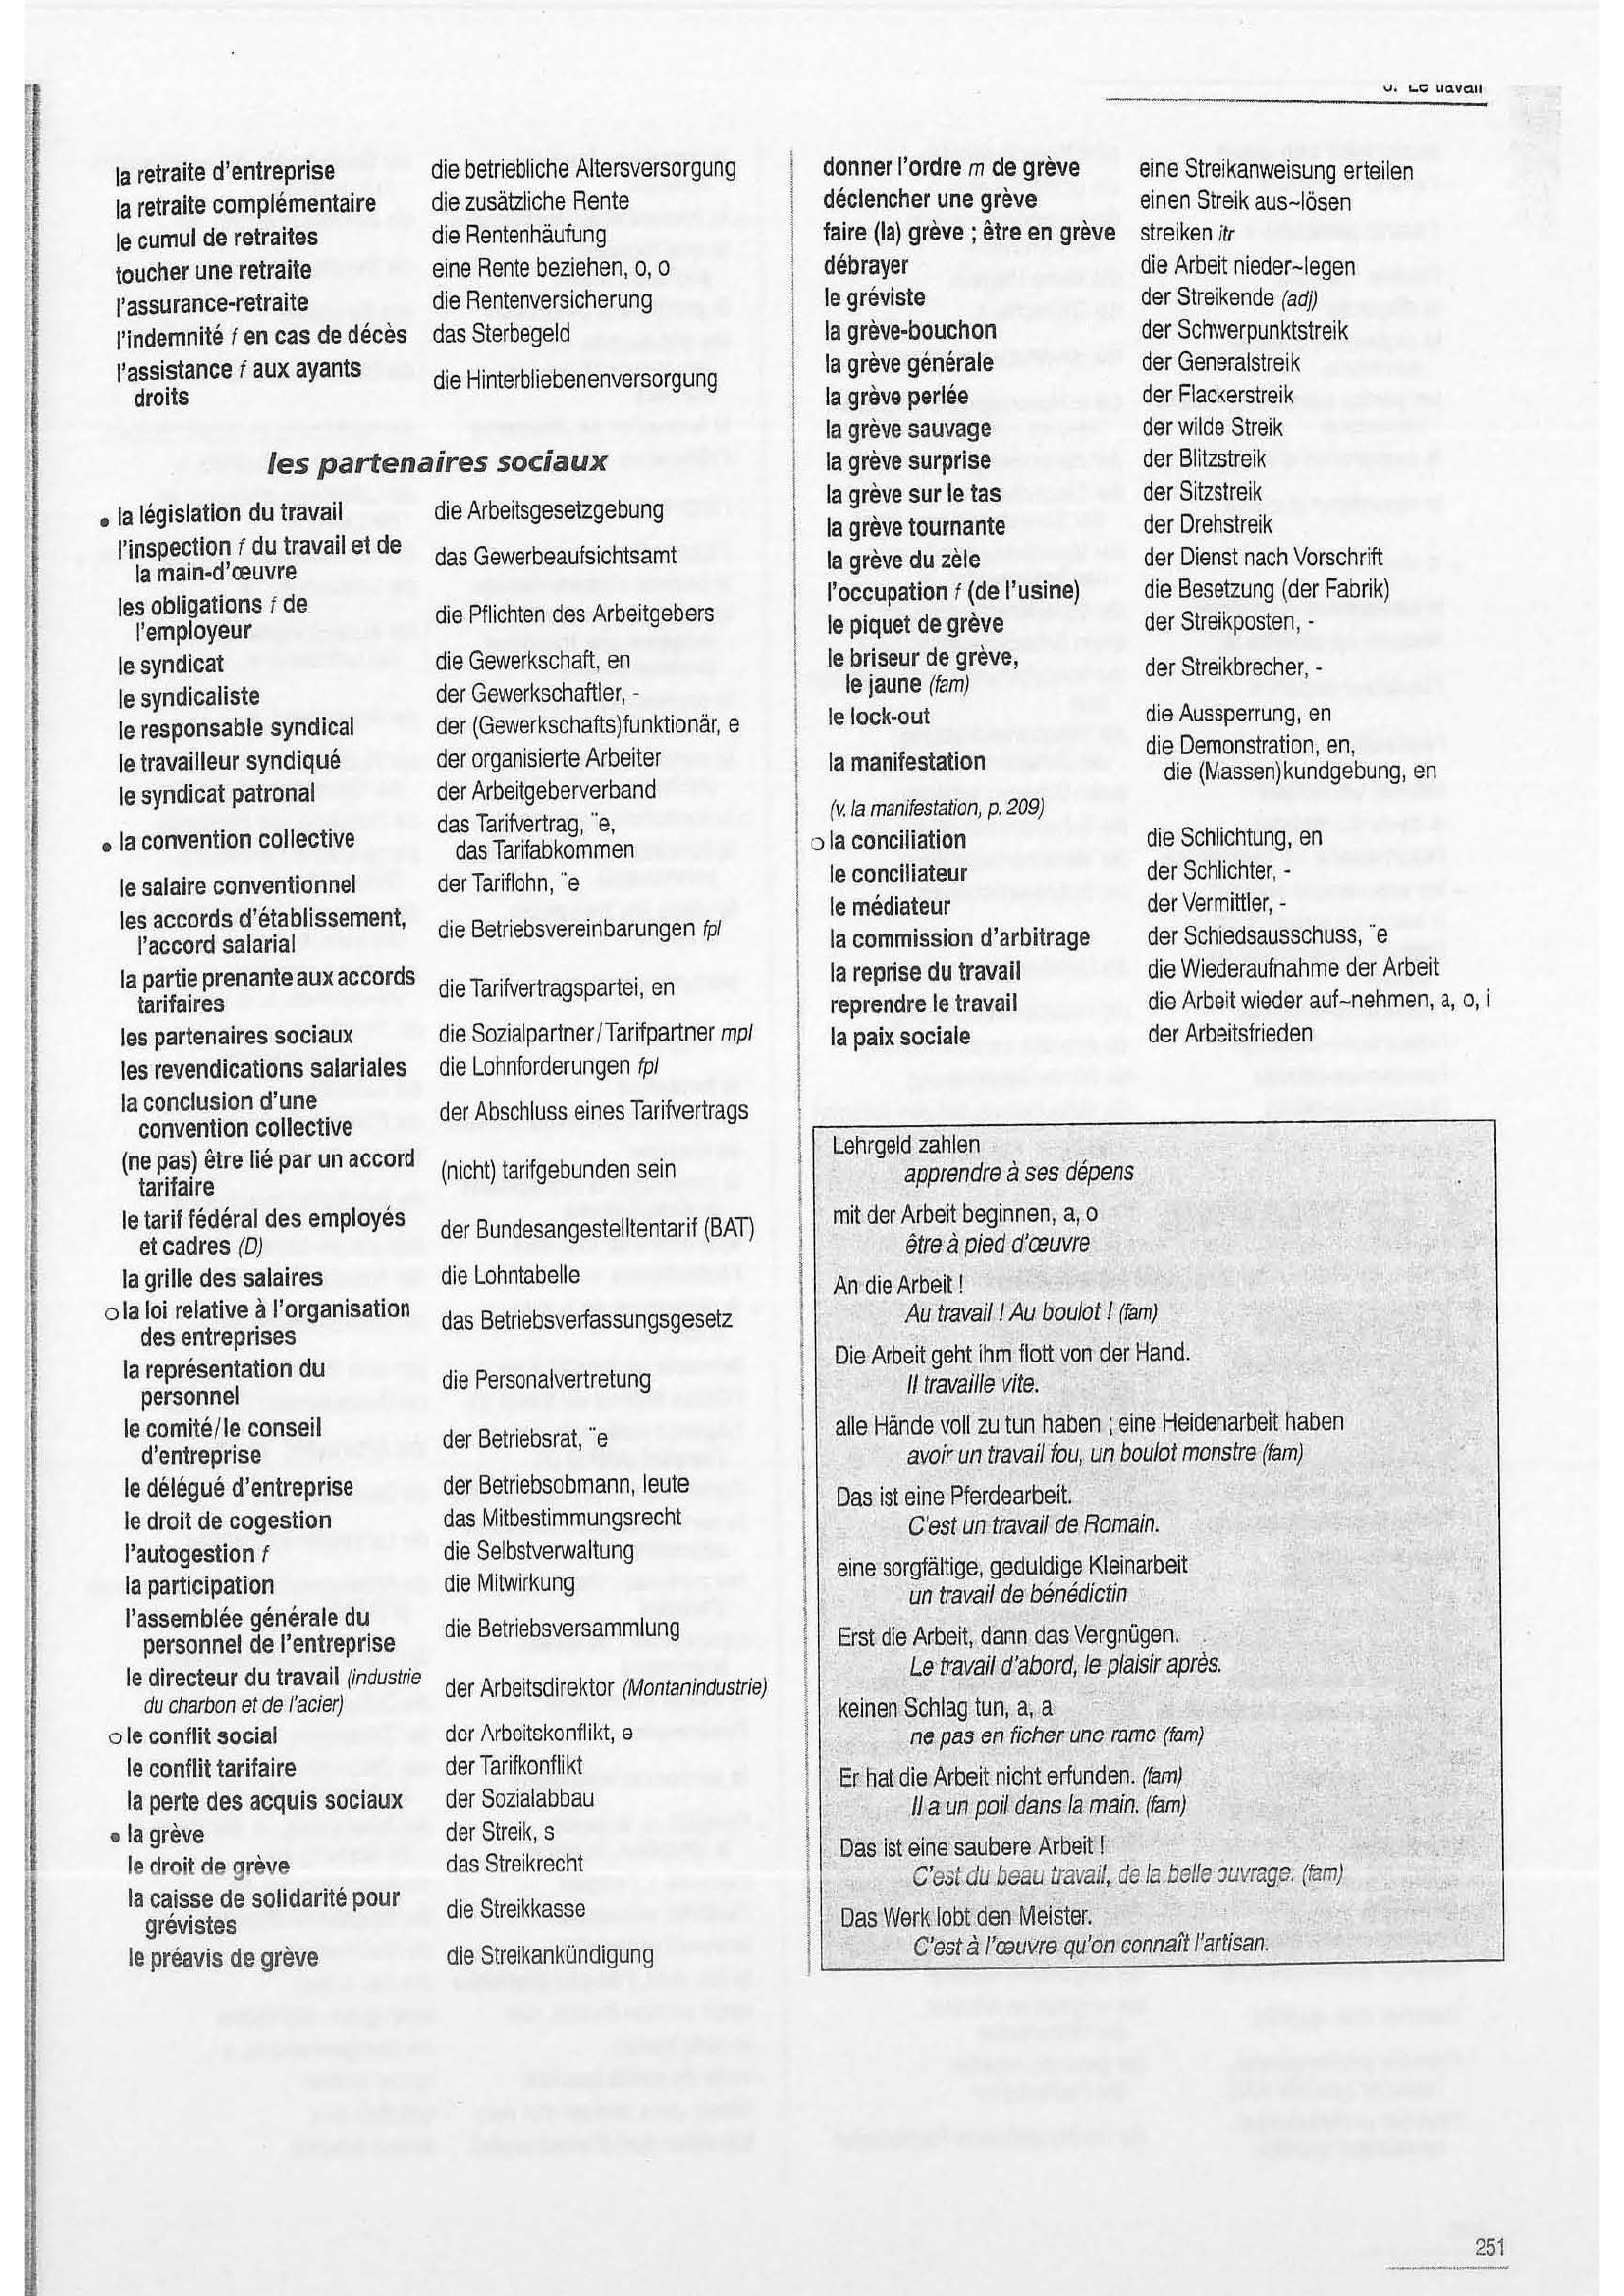 Le travail
la retraite d'entreprise die betriebliche Altersversorgung
la retraite complémentaire die zusätzliche Rente
le cumul de retraites die Rentenhäufung
toucher une retraite eine Rente beziehen, o, o
l'assurance-retraite die Rentenversicherung
l'indemnité f en cas de décès das Sterbegeld
l'assistance f aux ayants
droits die Hinterbliebenenversorgung
les partenaires sociaux
• la législation du travail die Arbeitsgesetzgebung
l'inspection f du travail et de
la main-d'œuvre das Gewerbeaufsichtsamt
les obligations f de
l'employeur die Pflichten des Arbeitgebers
le syndicat die Gewerkschaft, en
le syndicaliste der Gewerkschaftler, -
le responsable syndical der (Gewerkschafts)funktionär, e
le travailleur syndiqué der organisierte Arbeiter
le syndicat patronal der Arbeitgeberverband
• la convention collective das Tarifvertrag, ¨e,
das Tarifabkommen
le salaire conventionnel der Tariflohn, ¨e
les accords d'établissement,
l'accord salarial die Betriebsvereinbarungen fpl
la partie prenante aux accords
tarifaires die Tarifvertragspartei, en
les partenaires sociaux die Sozialpartner/Tarifpartner mpl
les revendications salariales die Lohnforderungen fpl
la conclusion d'une
convention collective der Abschluss eines Tarifvertrags
(ne pas) être lié par un accord
tarifaire (nicht) tarifgebunden sein
le tarif fédéral des employés
et cadres (D) der Bundesangestelltentarif (BAT)
la grille des salaires die Lohntabelle
o la loi relative à l'organisation
des entreprises das Betriebsverfassungsgesetz
la représentation du
personnel die Personalvertretung
le comité/le conseil
d'entreprise der Betriebsrat, ¨e
le délégué d'entreprise der Betriebsobmann, leute
le droit de cogestion das Mitbestimmungsrecht
l'autogestion f die Selbstverwaltung
la participation die Mitwirkung
l'assemblée générale du
personnel de l'entreprise die Betriebsversammlung
le directeur du travail (industrie
du charbon et de l'acier) der Arbeitsdirektor (Montanindustrie)
o le conflit social der Arbeitskonflikt, e
le conflit tarifaire der Tarifkonflikt
la perte des acquis sociaux der Sozialabbau
• la grève der Streik, s
le droit de grève das Streikrecht
la caisse de solidarité pour
grévistes die Streikkasse
le préavis de grève die Streikankündigung
donner l'ordre m de grève eine Streikanweisung erteilen
déclencher une grève einen Streik aus~lösen
faire (la) grève ; être en grève streiken itr
débrayer die Arbeit nieder~legen
le gréviste der Streikende (adj)
la grève-bouchon der Schwerpunktstreik
la grève générale der Generalstreik
la grève perlée der Flackerstreik
la grève sauvage der wilde Streik
la grève surprise der Blitzstreik
la grève sur le tas der Sitzstreik
la grève tournante der Drehstreik
la grève du zèle der Dienst nach Vorschrift
l'occupation f (de l'usine) die Besetzung (der Fabrik)
le piquet de grève der Streikposten, -
le briseur de grève,
le jaune (fam) der Streikbrecher, -
le lock-out die Aussperrung, en
la manifestation die Demonstration, en,
die (Massen)kundgebung, en
(v. la manifestation, p. 209)
o la conciliation die Schlichtung, en
le conciliateur der Schlichter, -
le médiateur der Vermittler, -
la commission d'arbitrage der Schiedsausschuss, ¨e
la reprise du travail die Wiederaufnahme der Arbeit
reprendre le travail die Arbeit wieder auf~nehmen, a, o, i
la paix sociale der Arbeitsfrieden
Lehrgeld zahlen
apprendre à ses dépens
mit der Arbeit beginnen, a, o
être à pied d'œuvre
An die Arbeit !
Au travail ! Au boulot ! (fam)
Die Arbeit geht ihm flott von der Hand.
Il travaille vite.
alle Hände voll zu tun haben ; eine Heidenarbeit haben
avoir un travail fou, un boulot monstre (fam)
Das ist eine Pferdearbeit.
C'est un travail de Romain.
eine sorgfältige, geduldige Kleinarbeit
un travail de bénédictin
Erst die Arbeit, dann das Vergnügen.
Le travail d'abord, le plaisir après.
keinen Schlag tun, a, a
ne pas en ficher une rame (fam)
Er hat die Arbeit nicht erfunden. (fam)
Il a un poil dans la main. (fam)
Das ist eine saubere Arbeit !
C'est du beau travail, de la belle ouvrage. (fam)
Das Werk lobt den Meister.
C'est à l'œuvre qu'on connaît l'artisan.
251